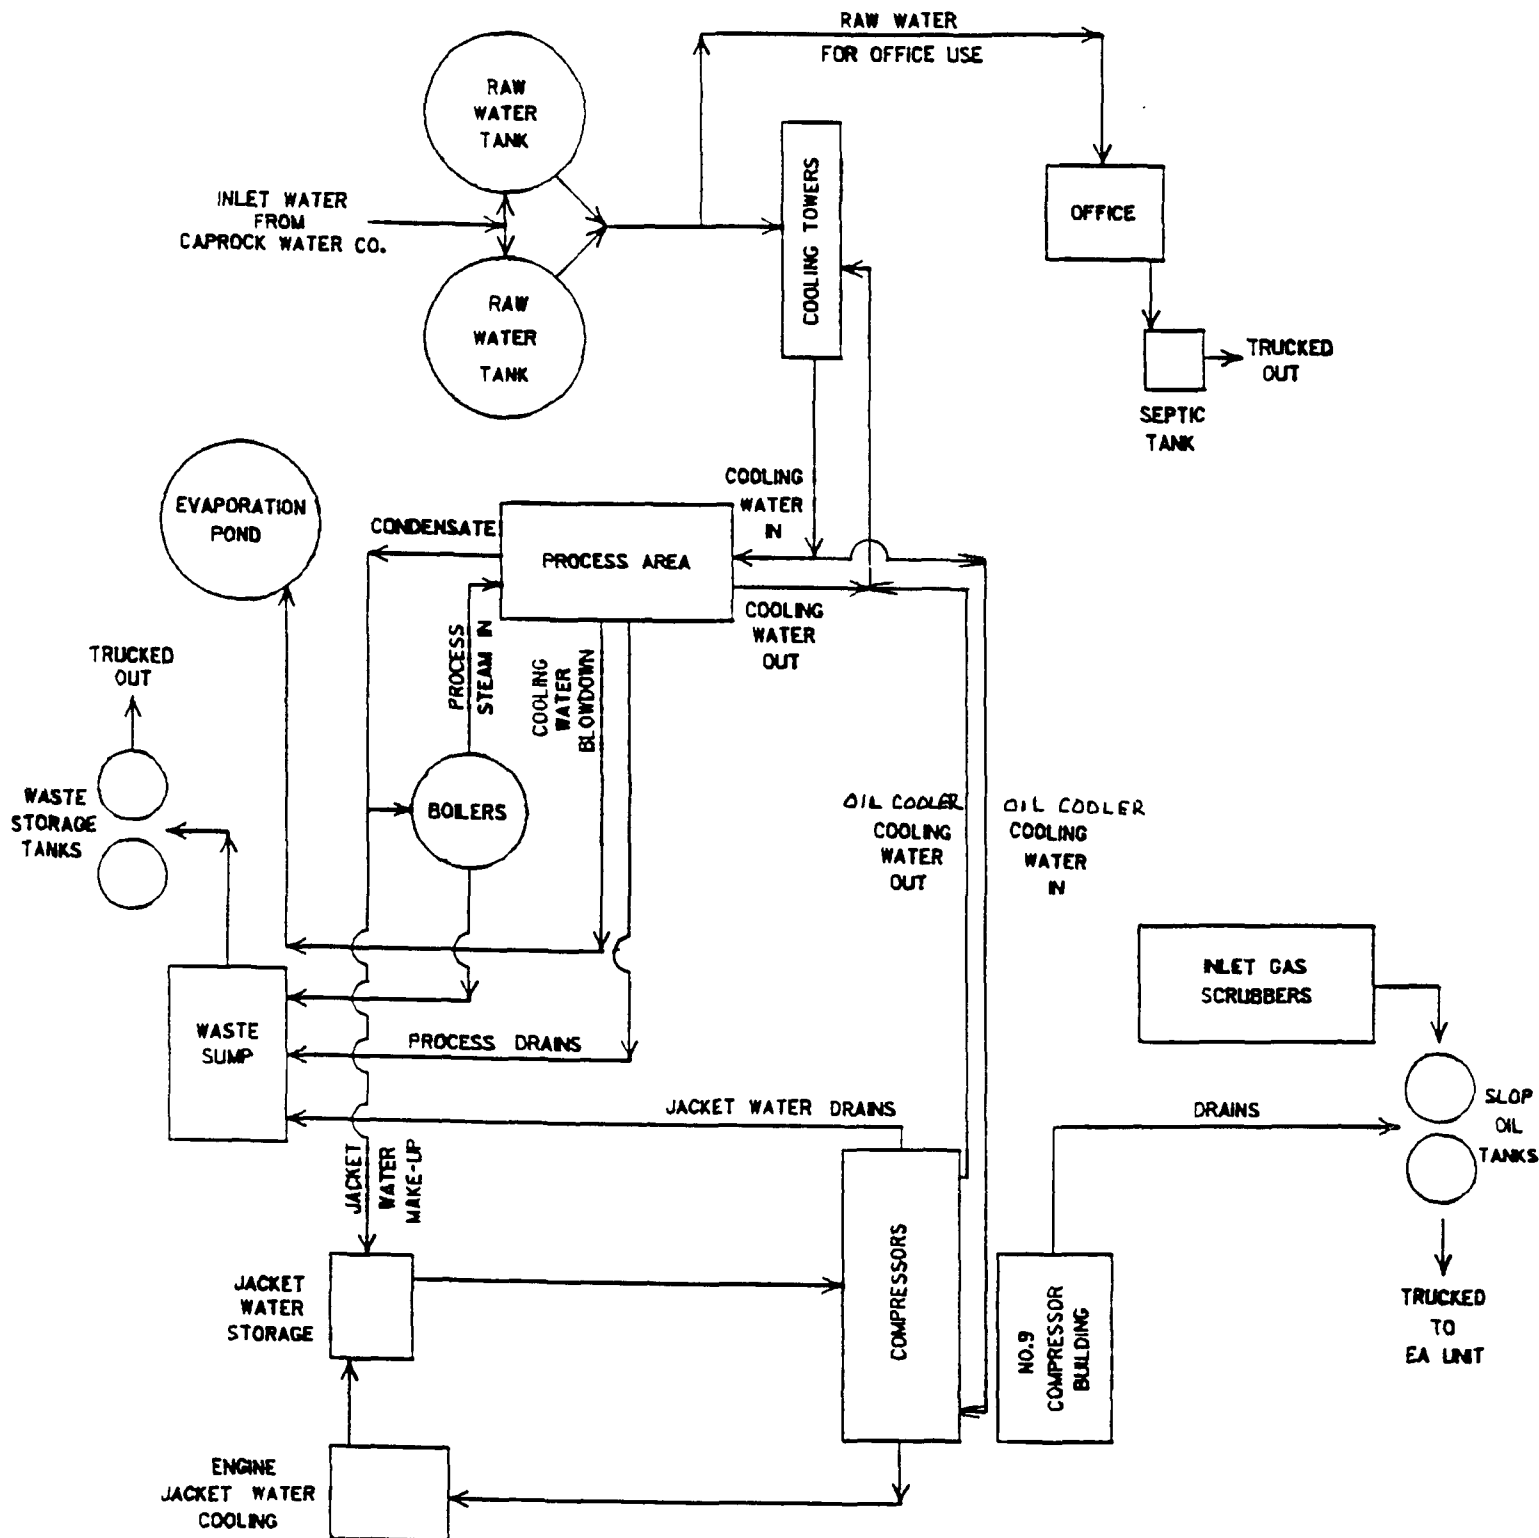 RAW WATER
FOR OFFICE USE
RAW
WATER
TANK
INLET WATER
FROM
CAPROCK WATER CO.
RAW
WATER
TANK
COOLING TOWERS
OFFICE
TRUCKED
OUT
SEPTIC
TANK
EVAPORATION
POND
CONDENSATE
PROCESS AREA
COOLING
WATER
IN
COOLING
WATER
OUT
PROCESS
STEAM IN
COOLING
WATER
BLOWDOWN
TRUCKED
OUT
WASTE
STORAGE
TANKS
BOILERS
OIL COOLER
COOLING
WATER
OUT
OIL COOLER
COOLING
WATER
IN
INLET GAS
SCRUBBERS
WASTE
SUMP
PROCESS DRAINS
JACKET WATER DRAINS
DRAINS
SLOP
OIL
TANKS
JACKET
WATER
MAKE-UP
COMPRESSORS
NO.9
COMPRESSOR
BUILDING
TRUCKED
TO
EA UNIT
JACKET
WATER
STORAGE
ENGINE
JACKET WATER
COOLING